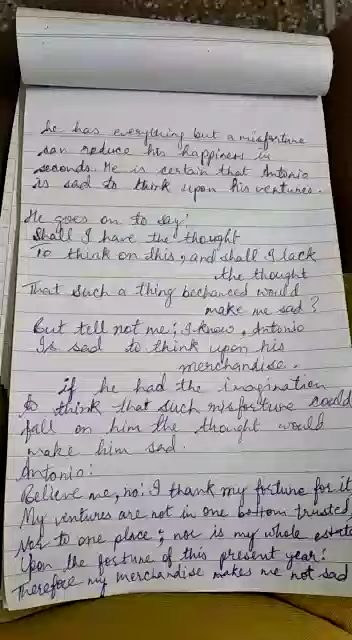 he has everything but a misfortune
can reduce his happiness in
seconds. He is certain that Antonio
is sad to think upon his ventures.
He goes on to say:
Shall I have the thought
To think on this, and shall I lack
the thought
That such a thing bechanced would
make me sad?
But tell not me: I know, Antonio
Is sad to think upon his
merchandise.
if he had the imagination
to think that such misfortune could
fall on him the thought would
make him sad.
Antonio:
Believe me, no: I thank my fortune for it
My ventures are not in one bottom trusted,
Nor to one place; nor is my whole estate
Upon the fortune of this present year:
Therefore my merchandise makes me not sad